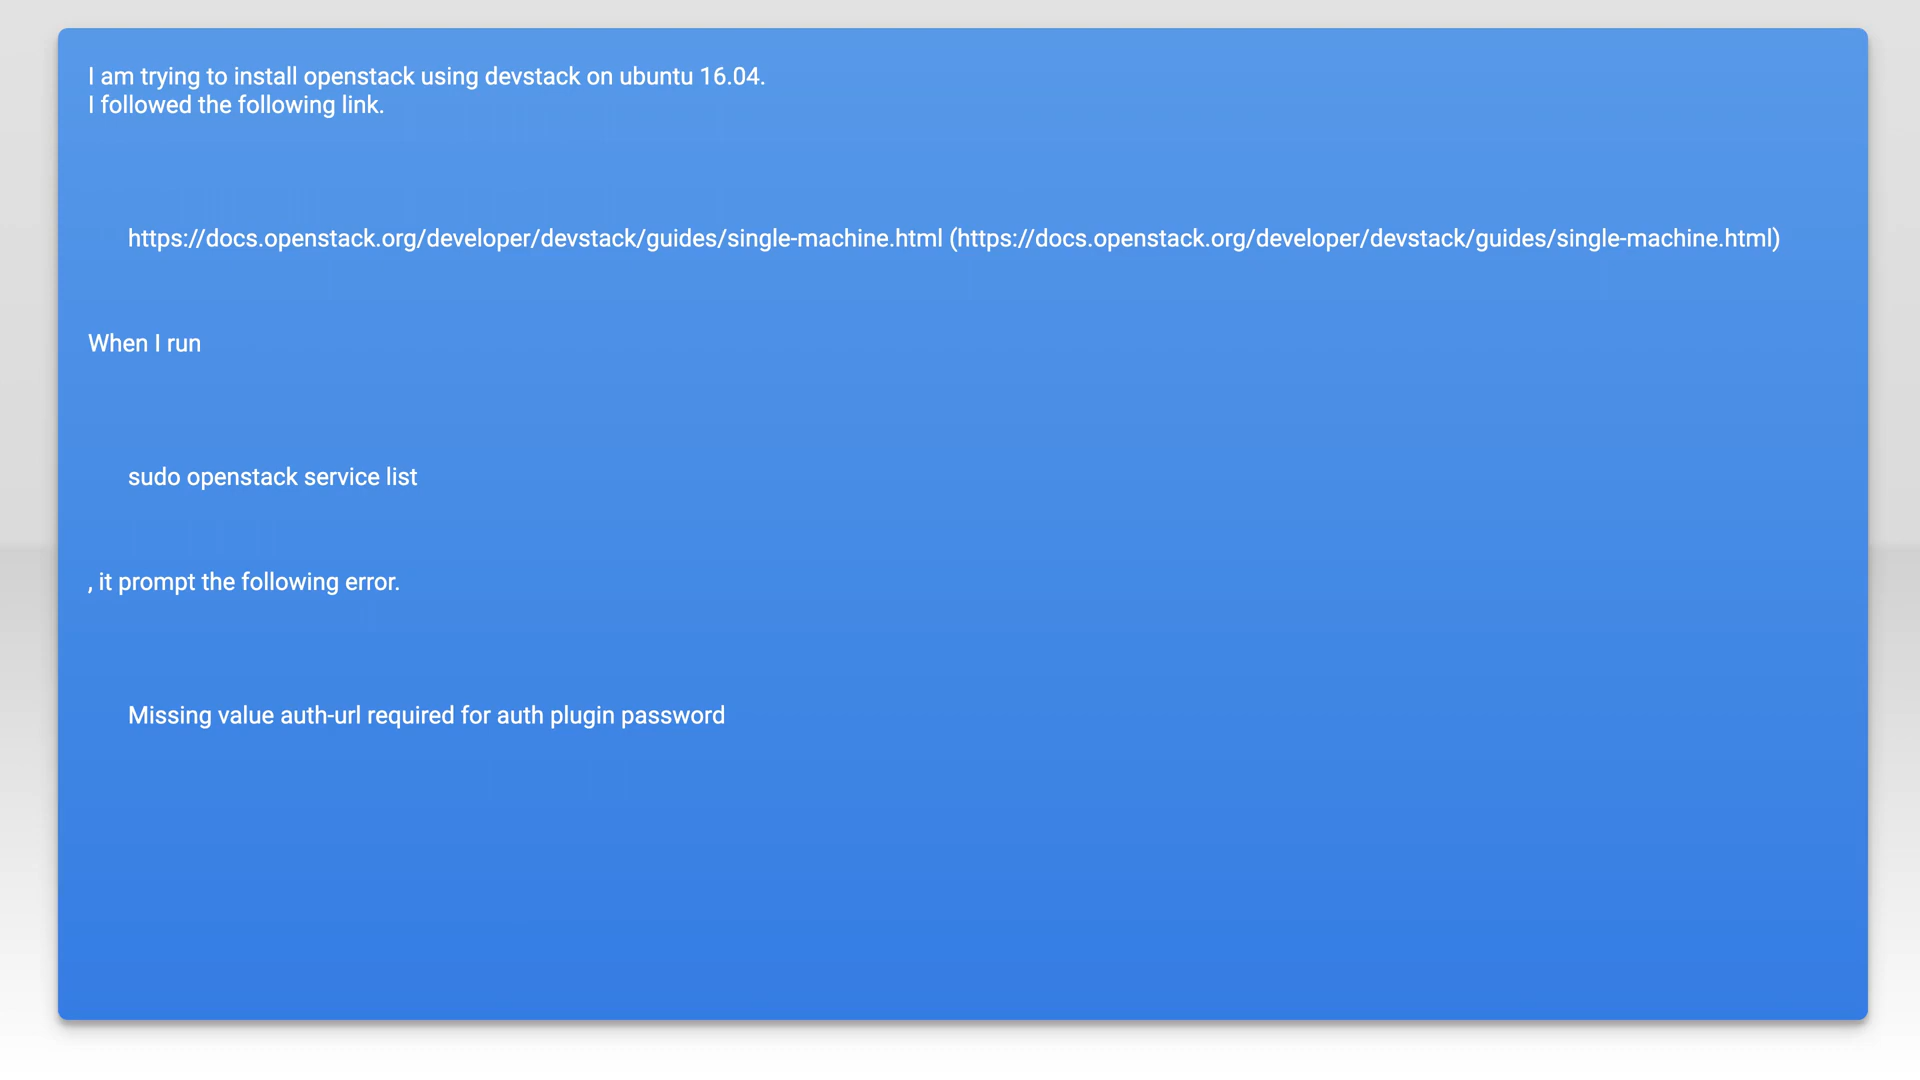 I am trying to install openstack using devstack on ubuntu 16.04.
I followed the following link.
https://docs.openstack.org/developer/devstack/guides/single-machine.html (https://docs.openstack.org/developer/devstack/guides/single-machine.html)
When I run
sudo openstack service list
, it prompt the following error.
Missing value auth-url required for auth plugin password